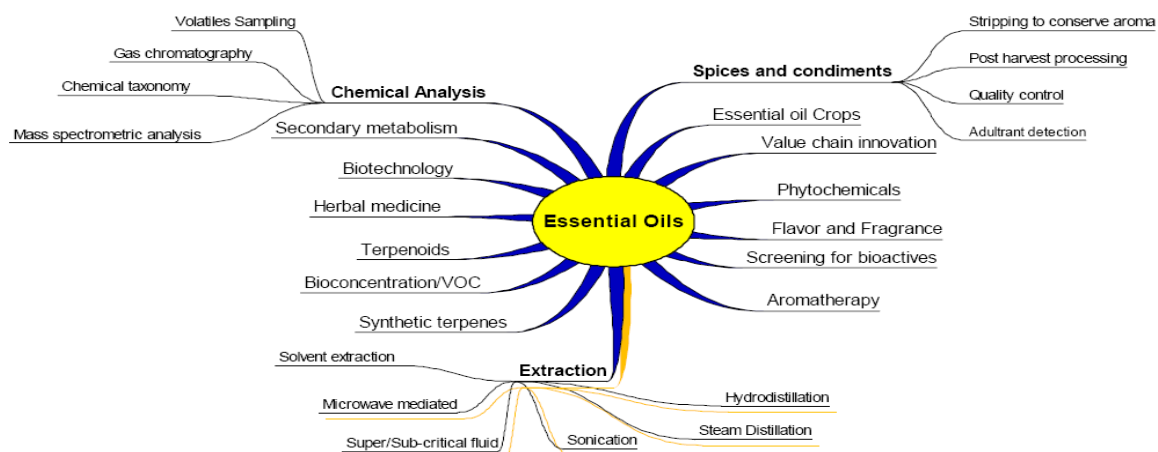 Volatiles Sampling
Gas chromatography
Chemical taxonomy
Mass spectrometric analysis
Chemical Analysis
Secondary metabolism
Biotechnology
Herbal medicine
Terpenoids
Bioconcentration/VOC
Synthetic terpenes
Essential Oils
Spices and condiments
Stripping to conserve aroma
Post harvest processing
Quality control
Adultrant detection
Essential oil Crops
Value chain innovation
Phytochemicals
Flavor and Fragrance
Screening for bioactives
Aromatherapy
Extraction
Solvent extraction
Microwave mediated
Super/Sub-critical fluid
Sonication
Steam Distillation
Hydrodistillation